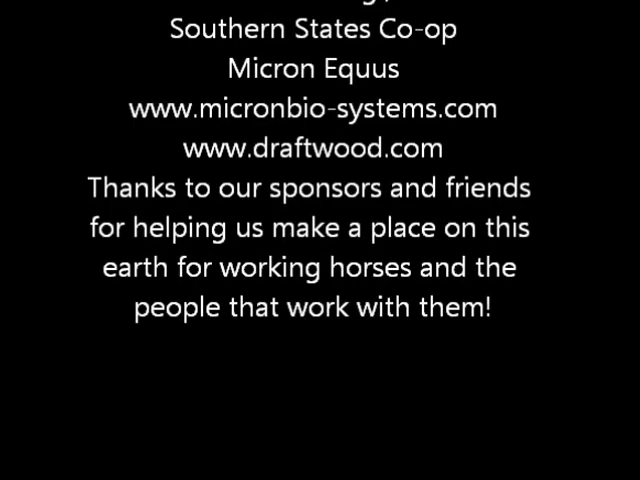 Southern States Co-op
Micron Equus
www.micronbio-systems.com
www.draftwood.com
Thanks to our sponsors and friends
for helping us make a place on this
earth for working horses and the
people that work with them!